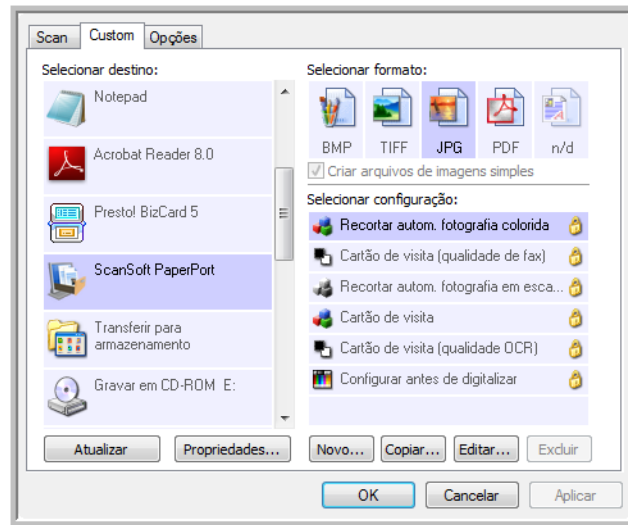 Scan Custom Opções
Selecionar destino:
Notepad
Acrobat Reader 8.0
Presto! BizCard 5
ScanSoft PaperPort
Transferir para
armazenamento
Gravar em CD-ROM E:
Atualizar Propriedades...
Selecionar formato:
BMP TIFF JPG PDF n/d
Criar arquivos de imagens simples
Selecionar configuração:
Recortar autom. fotografia colorida
Cartão de visita (qualidade de fax)
Recortar autom. fotografia em esca...
Cartão de visita
Cartão de visita (qualidade OCR)
Configurar antes de digitalizar
Novo... Copiar... Editar... Excluir
OK Cancelar Aplicar